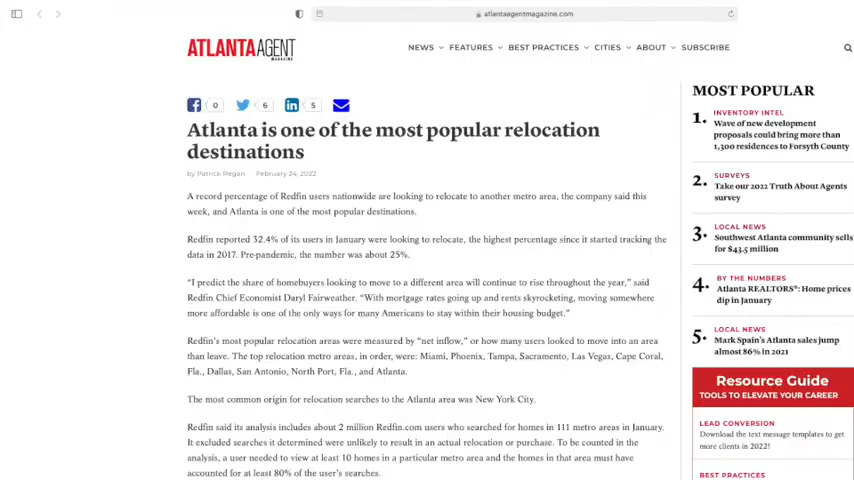 atlantaagentmagazine.com
ATLANTA AGENT
MAGAZINE
NEWS FEATURES BEST PRACTICES CITIES ABOUT SUBSCRIBE
0 6 5
Atlanta is one of the most popular relocation
destinations
by Patrick Regan February 24, 2022
A record percentage of Redfin users nationwide are looking to relocate to another metro area, the company said this
week, and Atlanta is one of the most popular destinations.
Redfin reported 32.4% of its users in January were looking to relocate, the highest percentage since it started tracking the
data in 2017. Pre-pandemic, the number was about 25%.
“I predict the share of homebuyers looking to move to a different area will continue to rise throughout the year,” said
Redfin Chief Economist Daryl Fairweather. “With mortgage rates going up and rents skyrocketing, moving somewhere
more affordable is one of the only ways for many Americans to stay within their housing budget.”
Redfin’s most popular relocation areas were measured by “net inflow,” or how many users looked to move into an area
than leave. The top relocation metro areas, in order, were: Miami, Phoenix, Tampa, Sacramento, Las Vegas, Cape Coral,
Fla., Dallas, San Antonio, North Port, Fla., and Atlanta.
The most common origin for relocation searches to the Atlanta area was New York City.
Redfin said its analysis includes about 2 million Redfin.com users who searched for homes in 111 metro areas in January.
It excluded searches it determined were unlikely to result in an actual relocation or purchase. To be counted in the
analysis, a user needed to view at least 10 homes in a particular metro area and the homes in that area must have
accounted for at least 80% of the user’s searches.
MOST POPULAR
1. INVENTORY INTEL
Wave of new development
proposals could bring more than
1,300 residences to Forsyth County
2. SURVEYS
Take our 2022 Truth About Agents
survey
3. LOCAL NEWS
Southwest Atlanta community sells
for $43.5 million
4. BY THE NUMBERS
Atlanta REALTORS®: Home prices
dip in January
5. LOCAL NEWS
Mark Spain’s Atlanta sales jump
almost 86% in 2021
Resource Guide
TOOLS TO ELEVATE YOUR CAREER
LEAD CONVERSION
Download the text message templates to get
more clients in 2022!
BEST PRACTICES